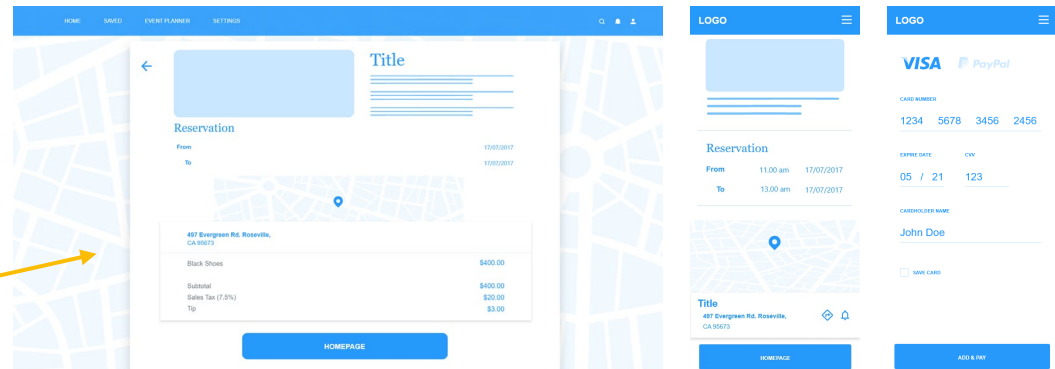 HOME SAVED EVENT PLANNER SETTINGS
Title
Reservation
From 17/07/2017
To 17/07/2017
497 Evergreen Rd. Roseville,
CA 95673
Black Shoes $400.00
Subtotal $400.00
Sales Tax (7.5%) $20.00
Tip $3.00
HOMEPAGE
LOGO
Reservation
From 11.00 am 17/07/2017
To 13.00 am 17/07/2017
Title
497 Evergreen Rd. Roseville,
CA 95673
HOMEPAGE
LOGO
VISA PayPal
CARD NUMBER
1234 5678 3456 2456
EXPIRE DATE CVV
05 / 21 123
CARDHOLDER NAME
John Doe
SAVE CARD
ADD & PAY